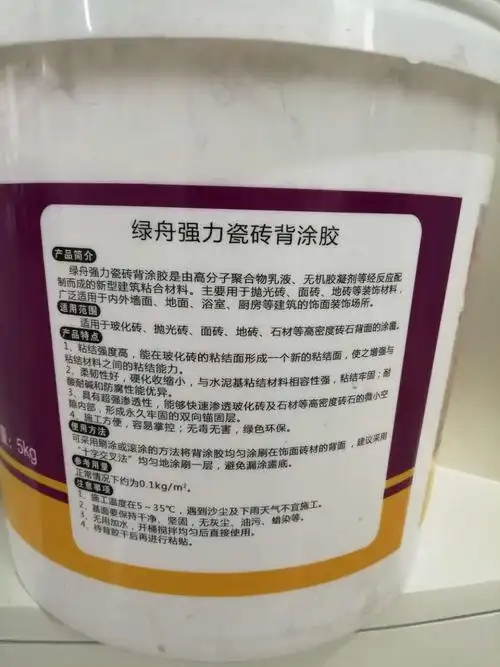 绿舟强力瓷砖背涂胶
产品简介
绿舟强力瓷砖背涂胶是由高分子聚合物乳液、无机胶凝剂等经反应配
制而成的新型建筑粘合材料。主要用于抛光砖、面砖、地砖等装饰材料，
广泛适用于内外墙面、地面、浴室、厨房等建筑的饰面装饰场所。
适用范围
适用于玻化砖、抛光砖、面砖、地砖、石材等高密度砖石背面的涂覆。
产品特点
1、粘结强度高，能在玻化砖的粘结面形成一个新的粘结面，使之增强与
粘结材料之间的粘结能力。
2、柔韧性好，硬化收缩小，与水泥基粘结材料相容性强，粘结牢固；耐
酸耐碱和防腐性能优异。
3、具有超强渗透性，能够快速渗透玻化砖及石材等高密度砖石的微小空
隙内部，形成永久牢固的双向锚固层。
4、施工方便，容易掌控；无毒无害，绿色环保。
使用方法
可采用刷涂或滚涂的方法将背涂胶均匀涂刷在饰面砖材的背面，建议采用
“十字交叉法”均匀地涂刷一层，避免漏涂露底。
参考用量
正常情况下约为0.1kg/m²。
注意事项
1、施工温度在5～35℃，遇到沙尘及下雨天气不宜施工。
2、基面要保持干净、坚固，无灰尘、油污、蜡染等。
3、无用加水，开桶搅拌均匀后直接使用。
4、待背胶干后再进行粘贴。
：5kg